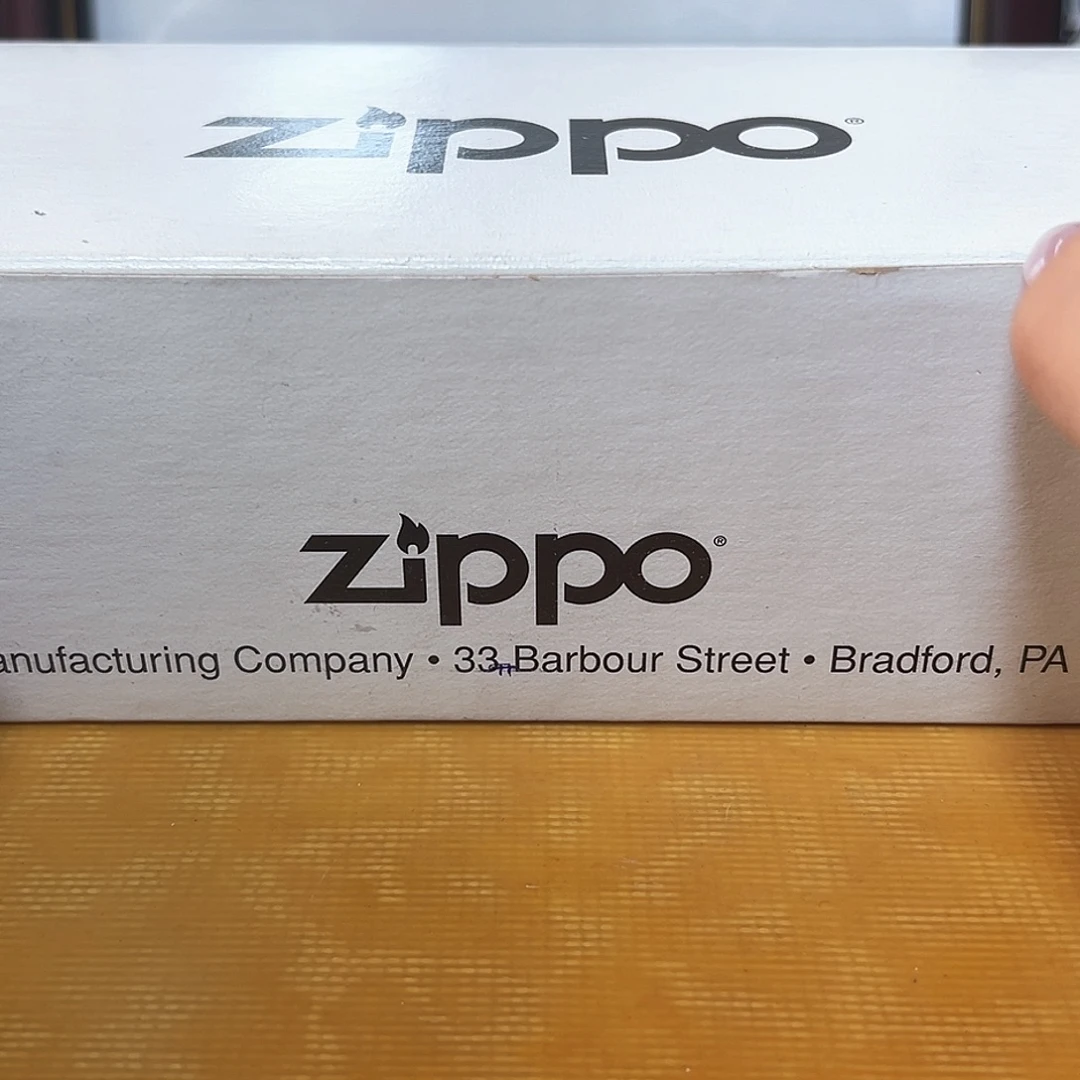 zippo®
zippo®
anufacturing Company • 33 Barbour Street • Bradford, PA